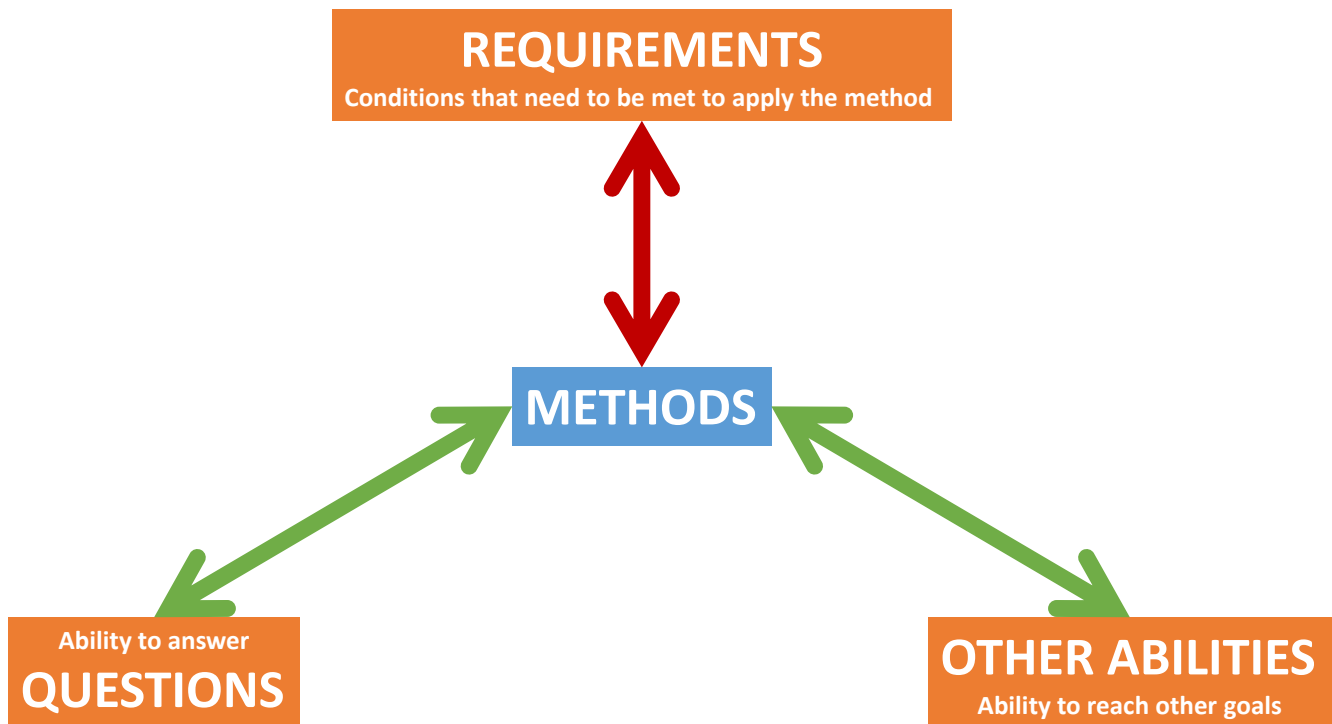 REQUIREMENTS
Conditions that need to be met to apply the method
METHODS
Ability to answer
QUESTIONS
OTHER ABILITIES
Ability to reach other goals